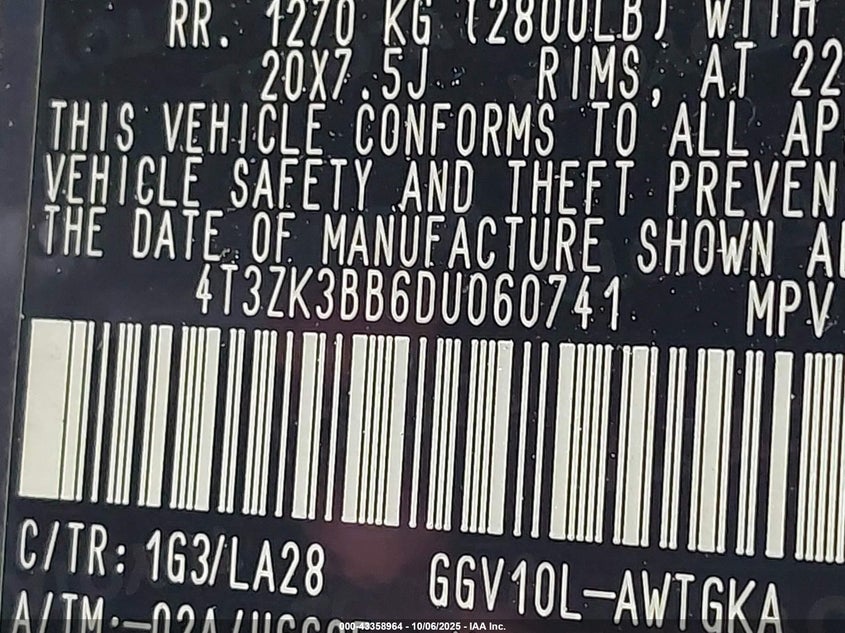 RR. 1270 KG (2800LB) WITH
20X7.5J RIMS, AT 22
THIS VEHICLE CONFORMS TO ALL AP
VEHICLE SAFETY AND THEFT PREVEN
THE DATE OF MANUFACTURE SHOWN A
4T3ZK3BB6DU060741 MPV
C/TR: 1G3/LA28 GGV10L-AWTGKA
A/TM:-02A/
000-43358964 - 10/06/2025 - IAA Inc.